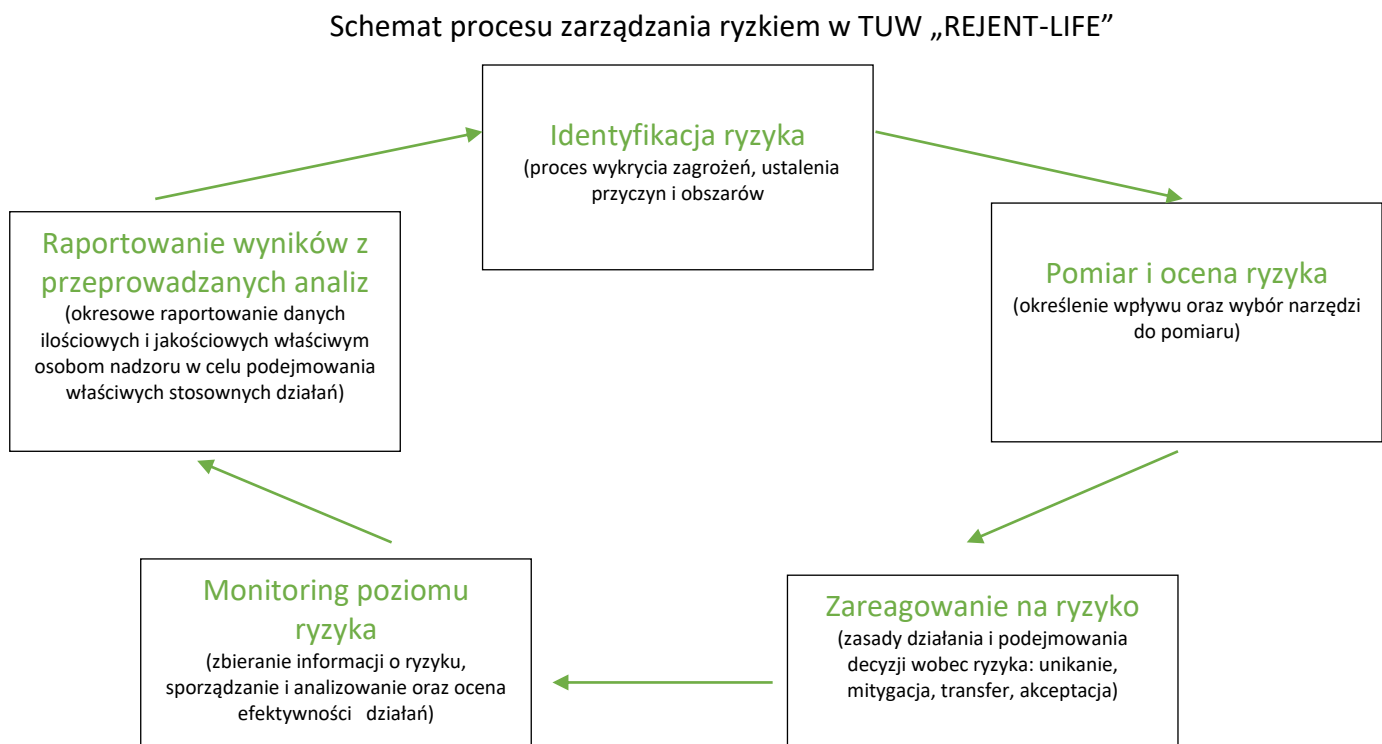 Schemat procesu zarządzania ryzkiem w TUW „REJENT-LIFE”
Identyfikacja ryzyka
(proces wykrycia zagrożeń, ustalenia
przyczyn i obszarów
Pomiar i ocena ryzyka
(określenie wpływu oraz wybór narzędzi
do pomiaru)
Zareagowanie na ryzyko
(zasady działania i podejmowania
decyzji wobec ryzyka: unikanie,
mitygacja, transfer, akceptacja)
Monitoring poziomu
ryzyka
(zbieranie informacji o ryzyku,
sporządzanie i analizowanie oraz ocena
efektywności działań)
Raportowanie wyników z
przeprowadzanych analiz
(okresowe raportowanie danych
ilościowych i jakościowych właściwym
osobom nadzoru w celu podejmowania
właściwych stosownych działań)